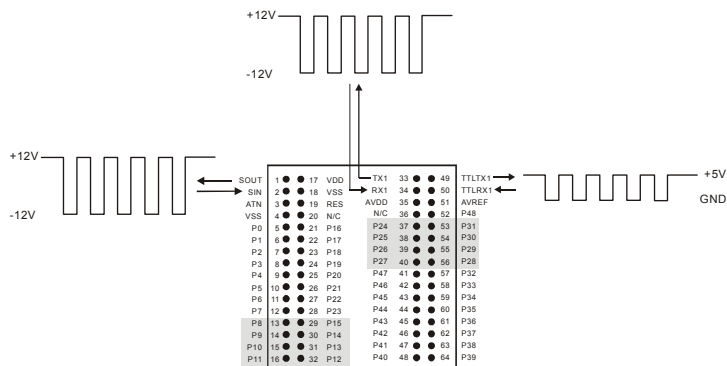 +12V
-12V
+12V
-12V
+5V
GND
SOUT 1 17 VDD TX1 33 49 TTLTX1
SIN 2 18 VSS RX1 34 50 TTLRX1
ATN 3 19 RES AVDD 35 51 AVREF
VSS 4 20 N/C N/C 36 52 P48
P0 5 21 P16 P24 37 53 P31
P1 6 22 P17 P25 38 54 P30
P2 7 23 P18 P26 39 55 P29
P3 8 24 P19 P27 40 56 P28
P4 9 25 P20 P47 41 57 P32
P5 10 26 P21 P46 42 58 P33
P6 11 27 P22 P45 43 59 P34
P7 12 28 P23 P44 44 60 P35
P8 13 29 P15 P43 45 61 P36
P9 14 30 P14 P42 46 62 P37
P10 15 31 P13 P41 47 63 P38
P11 16 32 P12 P40 48 64 P39